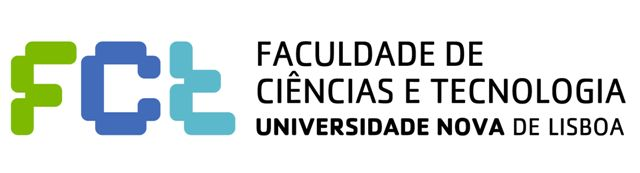 FCt
FACULDADE DE
CIÊNCIAS E TECNOLOGIA
UNIVERSIDADE NOVA DE LISBOA